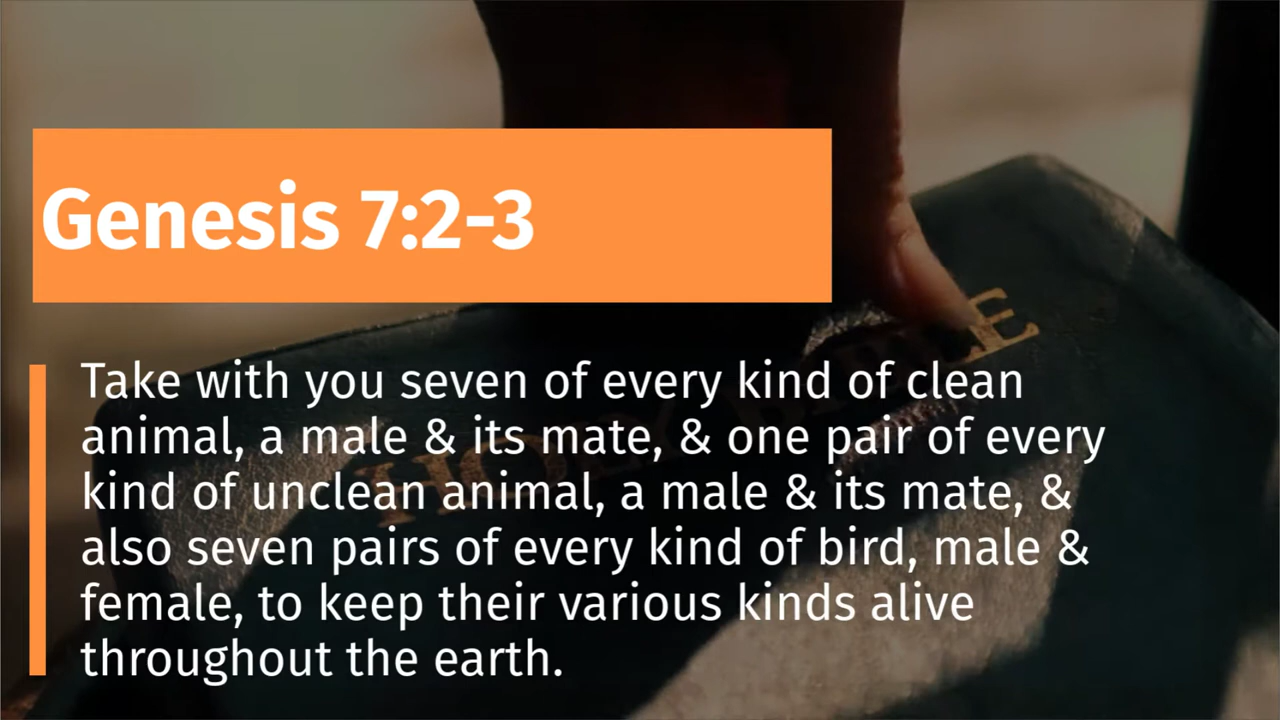 Genesis 7:2-3
Take with you seven of every kind of clean
animal, a male & its mate, & one pair of every
kind of unclean animal, a male & its mate, &
also seven pairs of every kind of bird, male &
female, to keep their various kinds alive
throughout the earth.
HOLY BIBLE